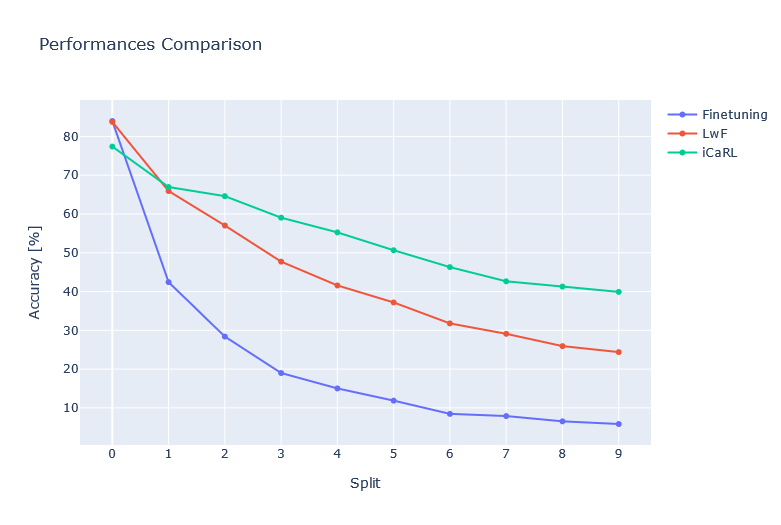 Performances Comparison
Finetuning
LwF
iCaRL
Accuracy [%]
80
70
60
50
40
30
20
10
0 1 2 3 4 5 6 7 8 9
Split